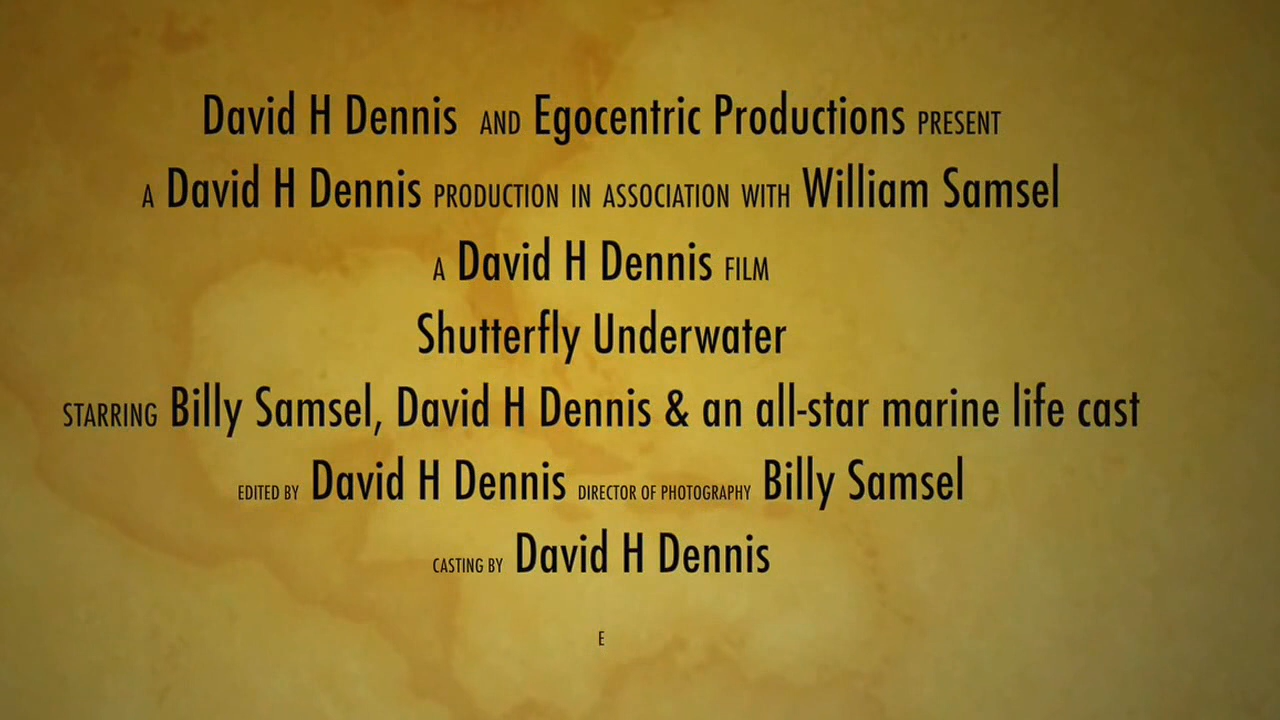 David H Dennis AND Egocentric Productions PRESENT
A David H Dennis PRODUCTION IN ASSOCIATION WITH William Samsel
A David H Dennis FILM
Shutterfly Underwater
STARRING Billy Samsel, David H Dennis & an all-star marine life cast
EDITED BY David H Dennis DIRECTOR OF PHOTOGRAPHY Billy Samsel
CASTING BY David H Dennis
E